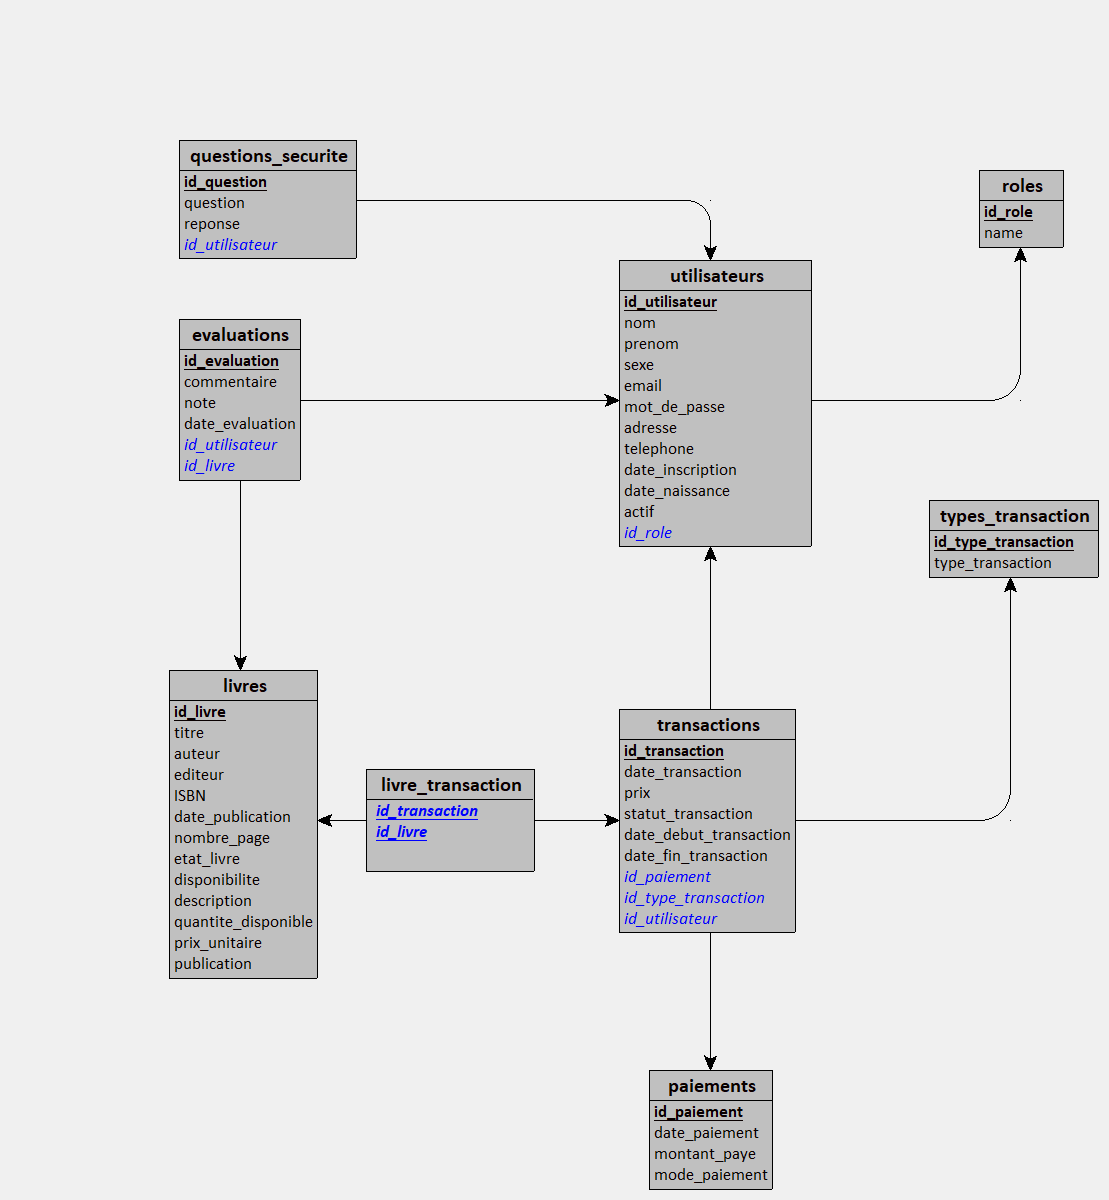 questions_securite
id_question
question
reponse
id_utilisateur
roles
id_role
name
utilisateurs
id_utilisateur
nom
prenom
sexe
email
mot_de_passe
adresse
telephone
date_inscription
date_naissance
actif
id_role
evaluations
id_evaluation
commentaire
note
date_evaluation
id_utilisateur
id_livre
types_transaction
id_type_transaction
type_transaction
livres
id_livre
titre
auteur
editeur
ISBN
date_publication
nombre_page
etat_livre
disponibilite
description
quantite_disponible
prix_unitaire
publication
livre_transaction
id_transaction
id_livre
transactions
id_transaction
date_transaction
prix
statut_transaction
date_debut_transaction
date_fin_transaction
id_paiement
id_type_transaction
id_utilisateur
paiements
id_paiement
date_paiement
montant_paye
mode_paiement